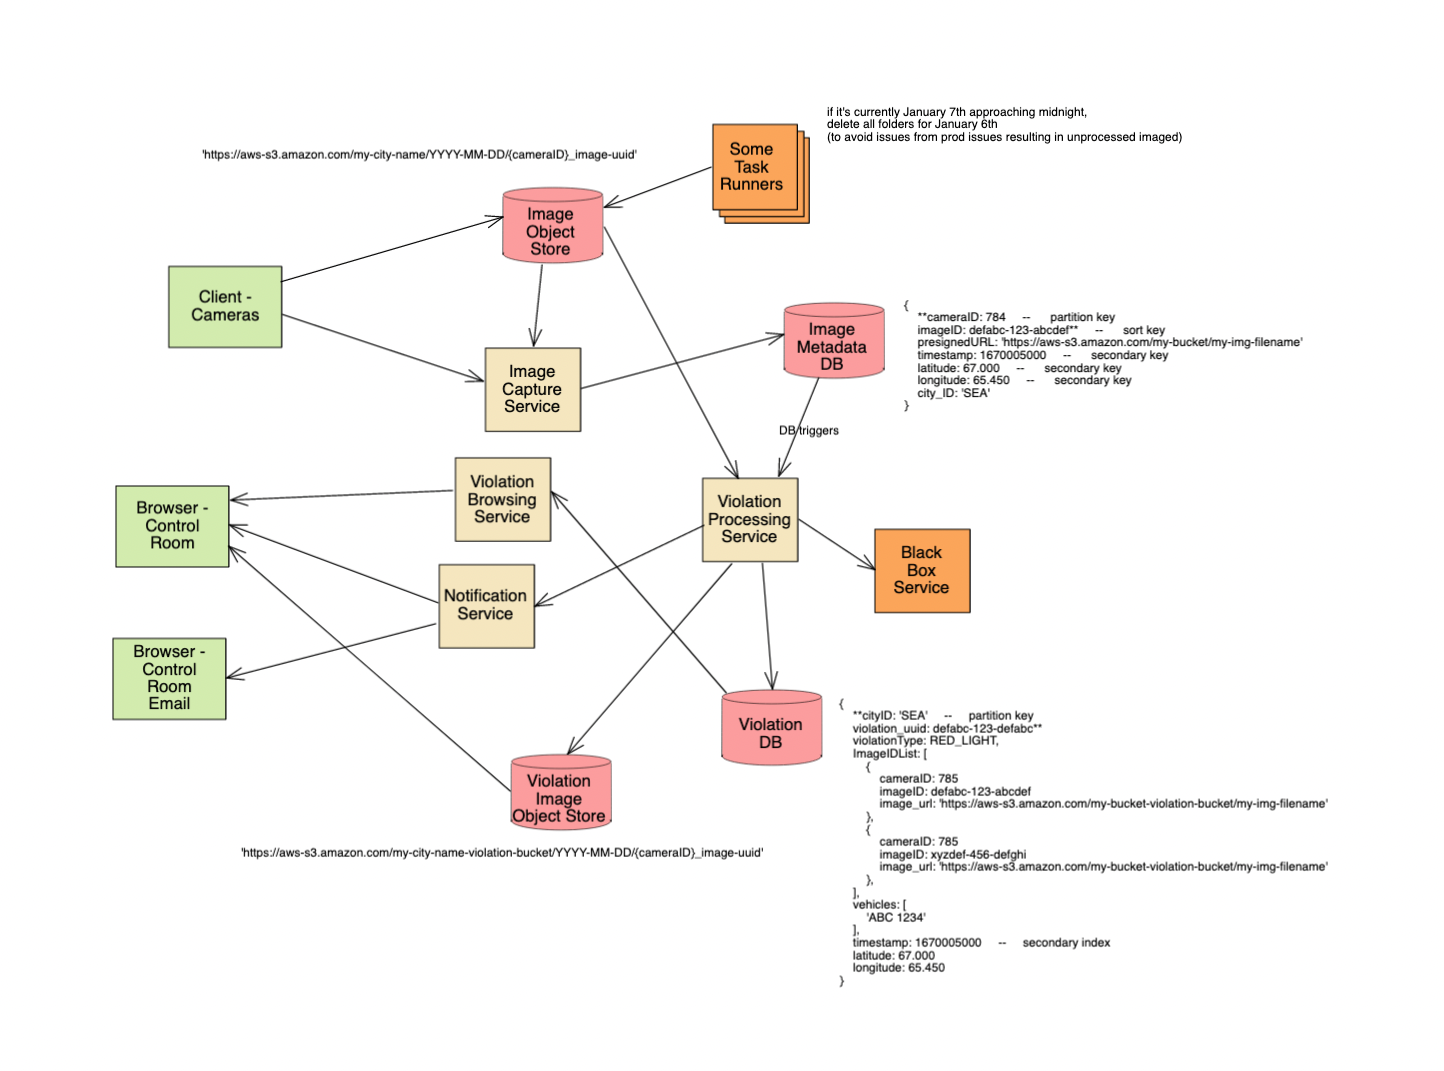 if it's currently January 7th approaching midnight,
delete all folders for January 6th
(to avoid issues from prod issues resulting in unprocessed imaged)
'https://aws-s3.amazon.com/my-city-name/YYYY-MM-DD/{cameraID}_image-uuid'
Some
Task
Runners
Image
Object
Store
Client -
Cameras
Image
Capture
Service
Image
Metadata
DB
{
**cameraID: 784 -- partition key
imageID: defabc-123-abcdef** -- sort key
presignedURL: 'https://aws-s3.amazon.com/my-bucket/my-img-filename'
timestamp: 1670005000 -- secondary key
latitude: 67.000 -- secondary key
longitude: 65.450 -- secondary key
city_ID: 'SEA'
}
DB triggers
Violation
Browsing
Service
Violation
Processing
Service
Browser -
Control
Room
Black
Box
Service
Notification
Service
Browser -
Control
Room
Email
Violation
DB
Violation
Image
Object Store
'https://aws-s3.amazon.com/my-city-name-violation-bucket/YYYY-MM-DD/{cameraID}_image-uuid'
{
**cityID: 'SEA' -- partition key
violation_uuid: defabc-123-defabc**
violationType: RED_LIGHT,
ImageIDList: [
{
cameraID: 785
imageID: defabc-123-abcdef
image_url: 'https://aws-s3.amazon.com/my-bucket-violation-bucket/my-img-filename'
},
{
cameraID: 785
imageID: xyzdef-456-defghi
image_url: 'https://aws-s3.amazon.com/my-bucket-violation-bucket/my-img-filename'
},
],
vehicles: [
'ABC 1234'
],
timestamp: 1670005000 -- secondary index
latitude: 67.000
longitude: 65.450
}